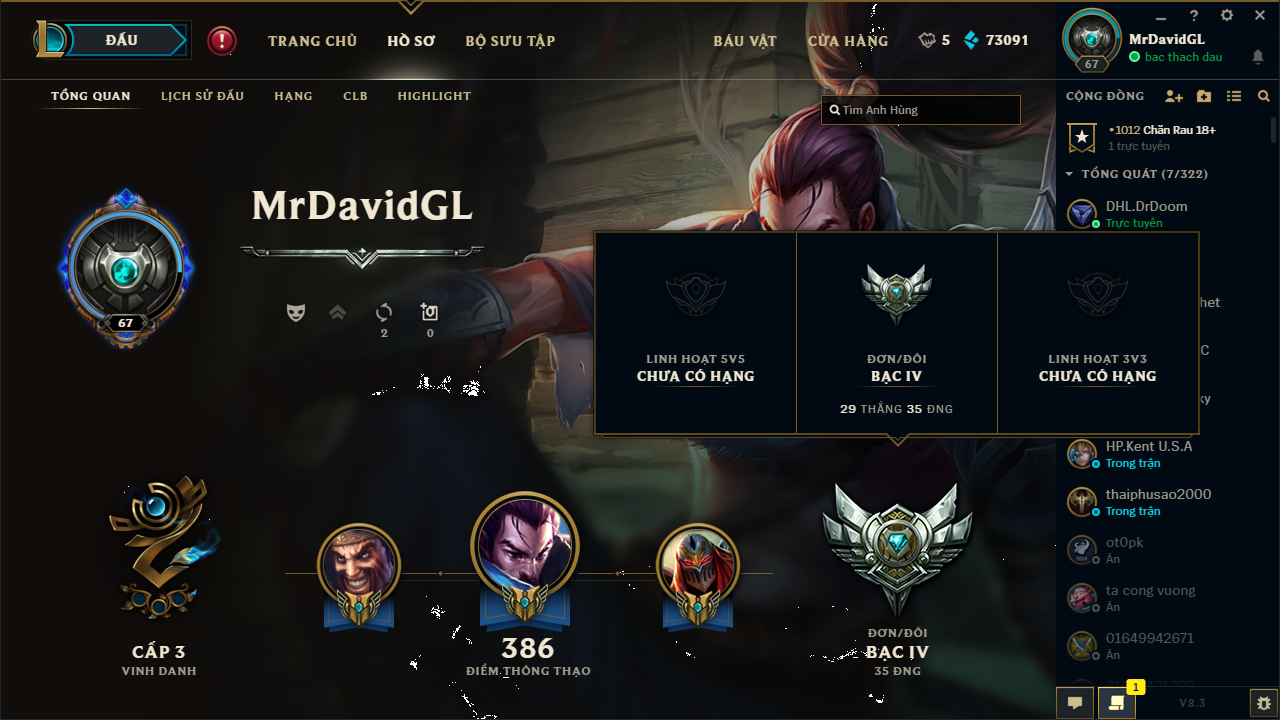 ĐẤU
TRANG CHỦ
HỒ SƠ
BỘ SƯU TẬP
BÁU VẬT
CỬA HÀNG
5
73091
MrDavidGL
bac thach dau
67
TỔNG QUAN
LỊCH SỬ ĐẤU
HẠNG
CLB
HIGHLIGHT
Tìm Anh Hùng
CỘNG ĐỒNG
•1012 Chăn Rau 18+
1 trực tuyến
TỔNG QUÁT (7/322)
DHL.DrDoom
Trực tuyến
MrDavidGL
67
2
0
LINH HOẠT 5V5
CHƯA CÓ HẠNG
ĐƠN/ĐÔI
BẠC IV
29 THẮNG 35 ĐNG
LINH HOẠT 3V3
CHƯA CÓ HẠNG
het
C
ky
HP.Kent U.S.A
Trong trận
thaiphusao2000
Trong trận
ot0pk
Ẩn
ta cong vuong
Ẩn
01649942671
Ẩn
CẤP 3
VINH DANH
386
ĐIỂM THÔNG THẠO
ĐƠN/ĐÔI
BẠC IV
35 ĐNG
1
V8.3